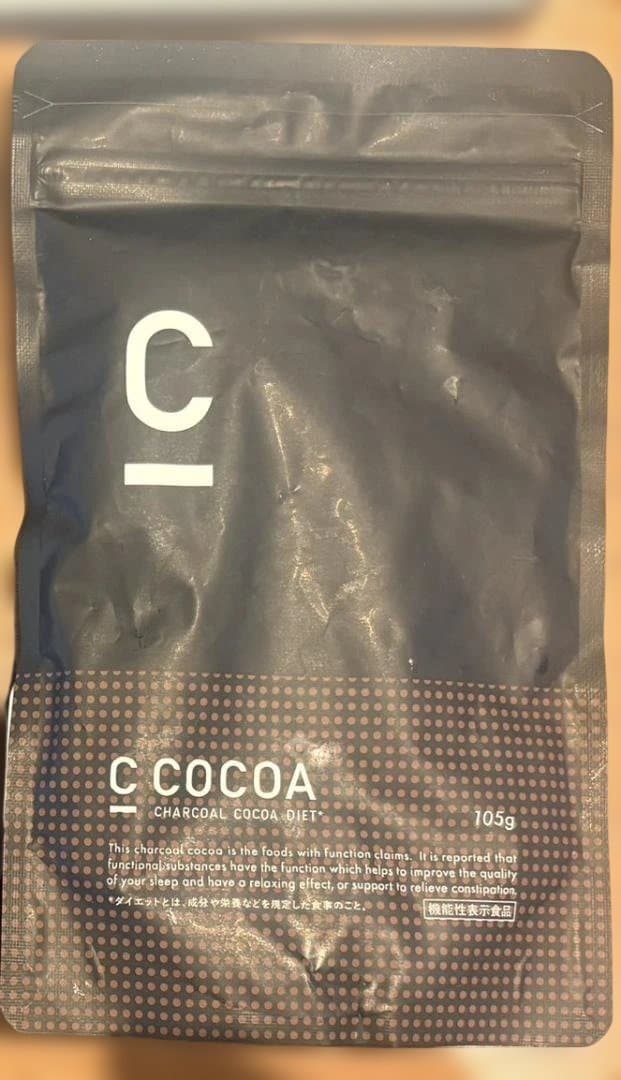 C
C COCOA
CHARCOAL COCOA DIET*
105g
This charcoal cocoa is the foods with function claims. It is reported that
functional substances have the function which helps to improve the quality
of your sleep and have a relaxing effect, or support to relieve constipation.
*ダイエットとは、成分や栄養などを規定した食事のこと。
機能性表示食品